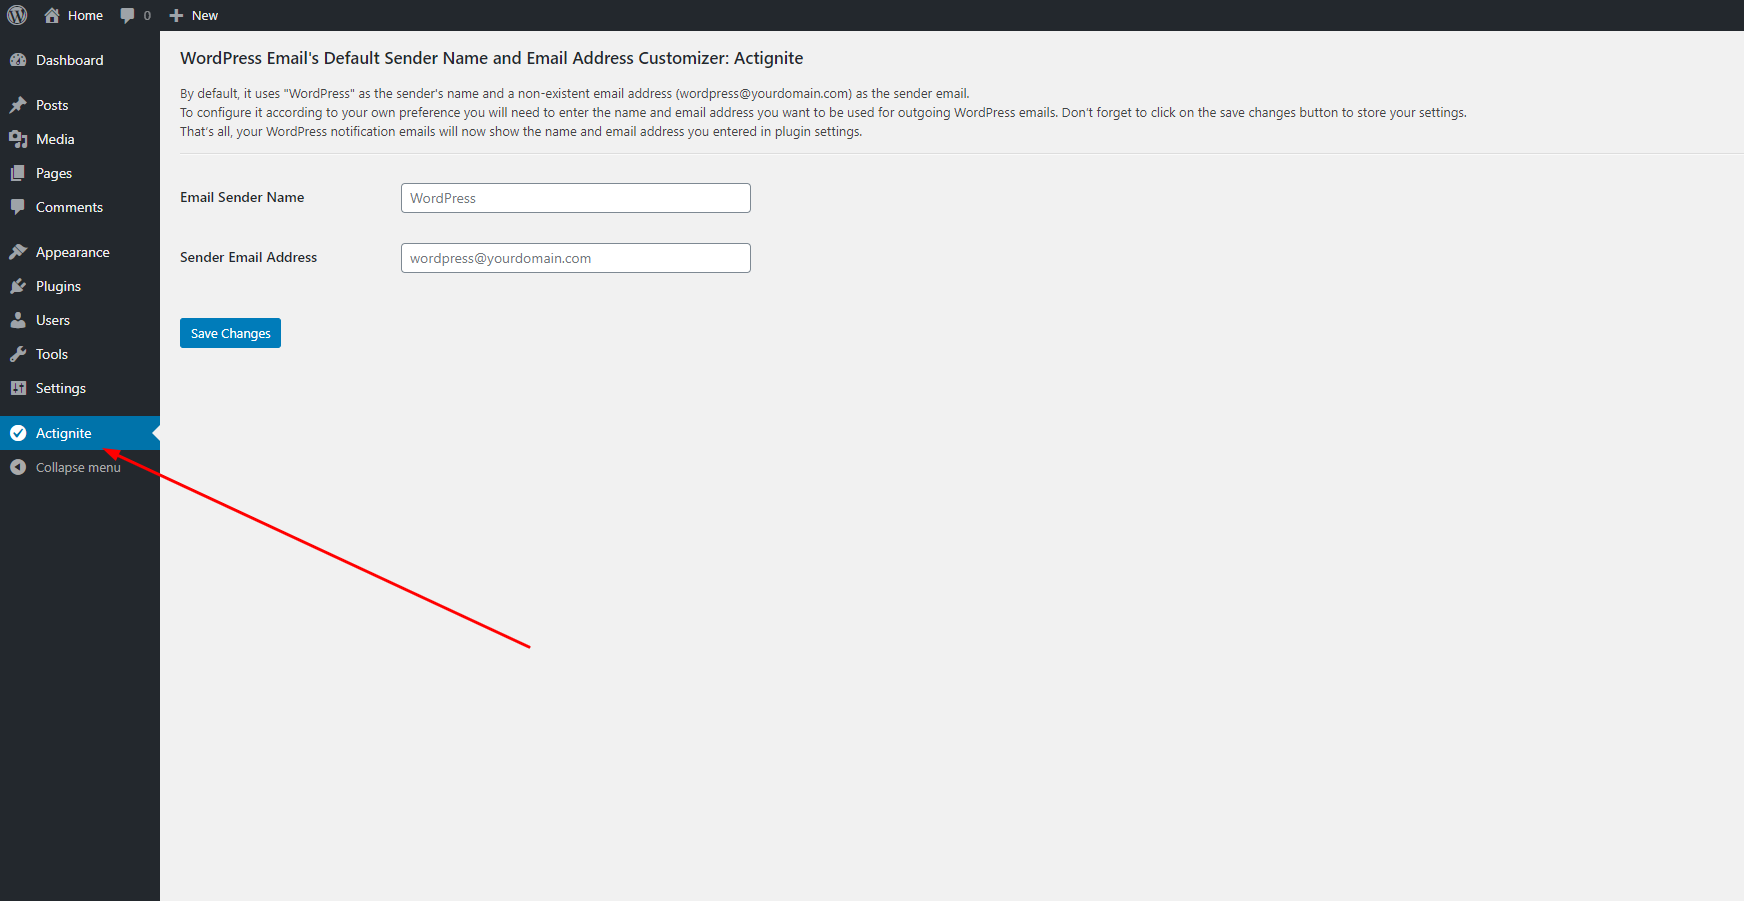 Home
0
New
Dashboard
Posts
Media
Pages
Comments
Appearance
Plugins
Users
Tools
Settings
Actignite
Collapse menu
WordPress Email's Default Sender Name and Email Address Customizer: Actignite
By default, it uses "WordPress" as the sender's name and a non-existent email address (wordpress@yourdomain.com) as the sender email.
To configure it according to your own preference you will need to enter the name and email address you want to be used for outgoing WordPress emails. Don't forget to click on the save changes button to store your settings.
That's all, your WordPress notification emails will now show the name and email address you entered in plugin settings.
Email Sender Name
WordPress
Sender Email Address
wordpress@yourdomain.com
Save Changes